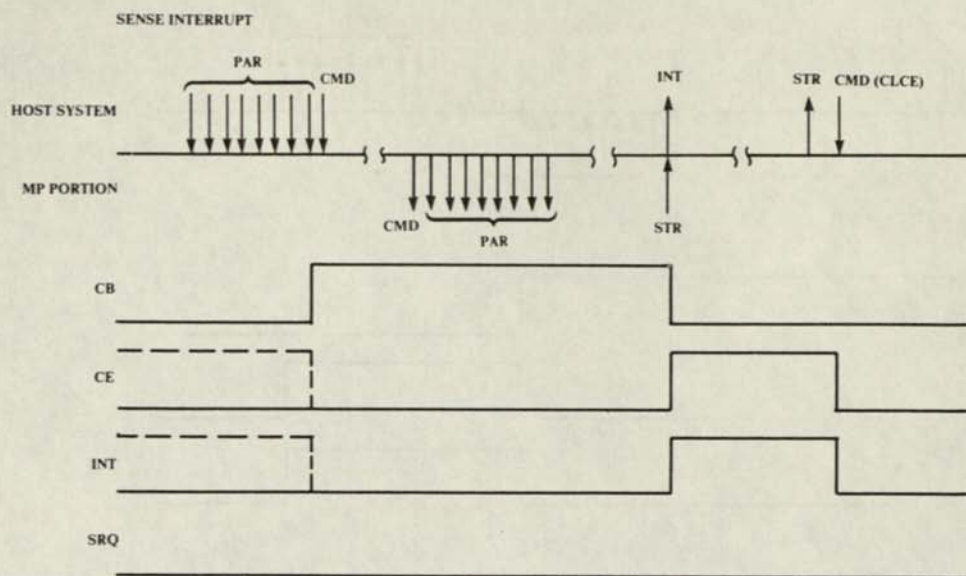 SENSE INTERRUPT
PAR
CMD
INT
STR
CMD (CLCE)
HOST SYSTEM
MP PORTION
CMD
PAR
STR
CB
CE
INT
SRQ